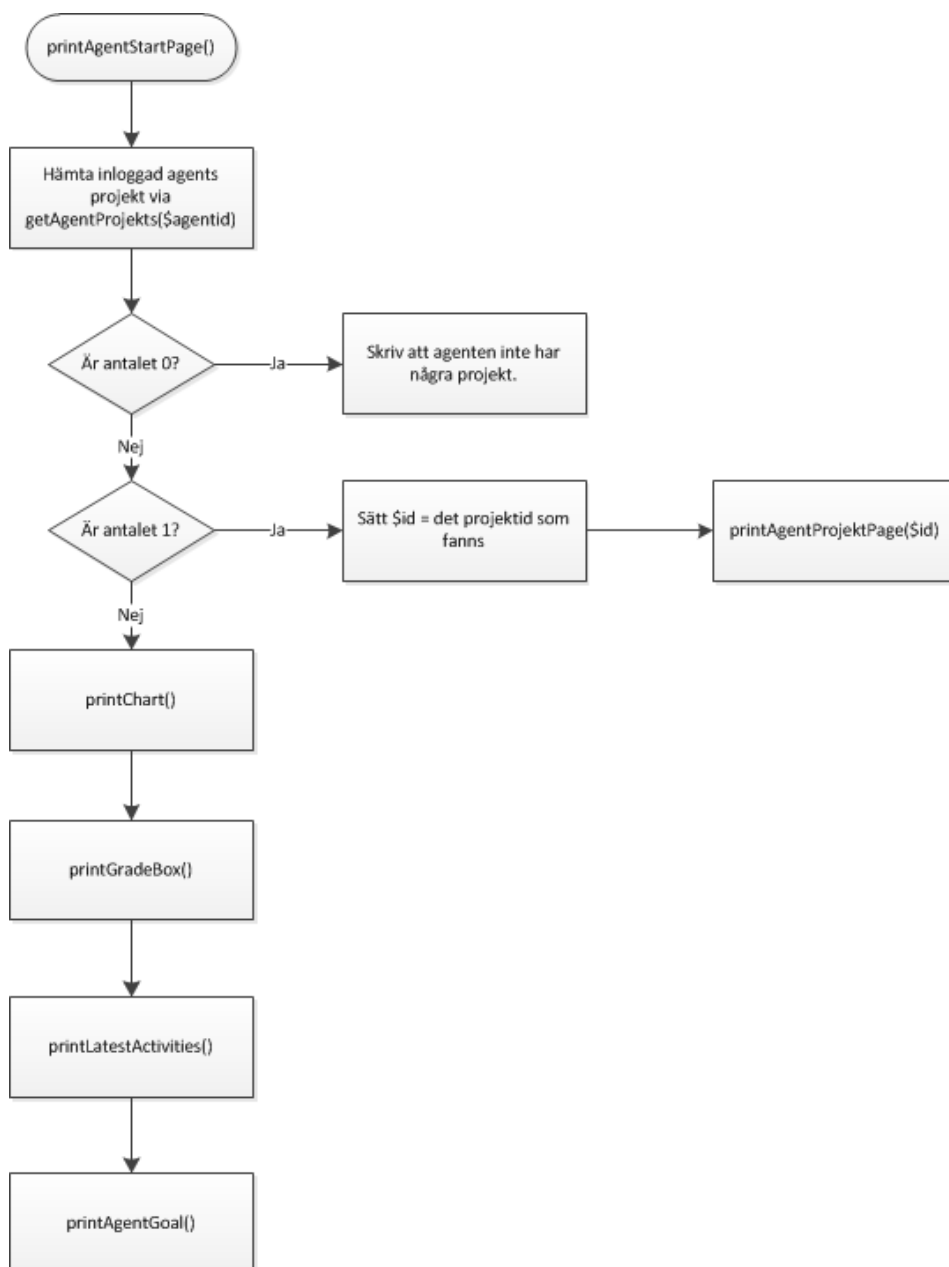 printAgentStartPage()
Hämta inloggad agents
projekt via
getAgentProjekts($agentid)
Är antalet 0?
Ja
Skriv att agenten inte har
några projekt.
Nej
Är antalet 1?
Ja
Sätt $id = det projektid som
fanns
printAgentProjektPage($id)
Nej
printChart()
printGradeBox()
printLatestActivities()
printAgentGoal()